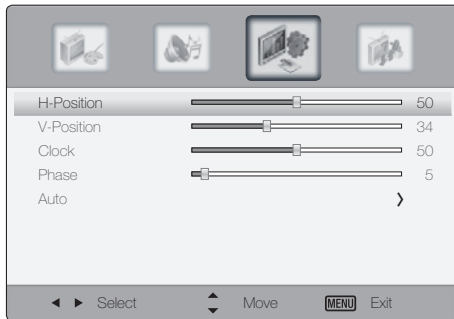 H-Position 50
V-Position 34
Clock 50
Phase 5
Auto
Select Move MENU Exit